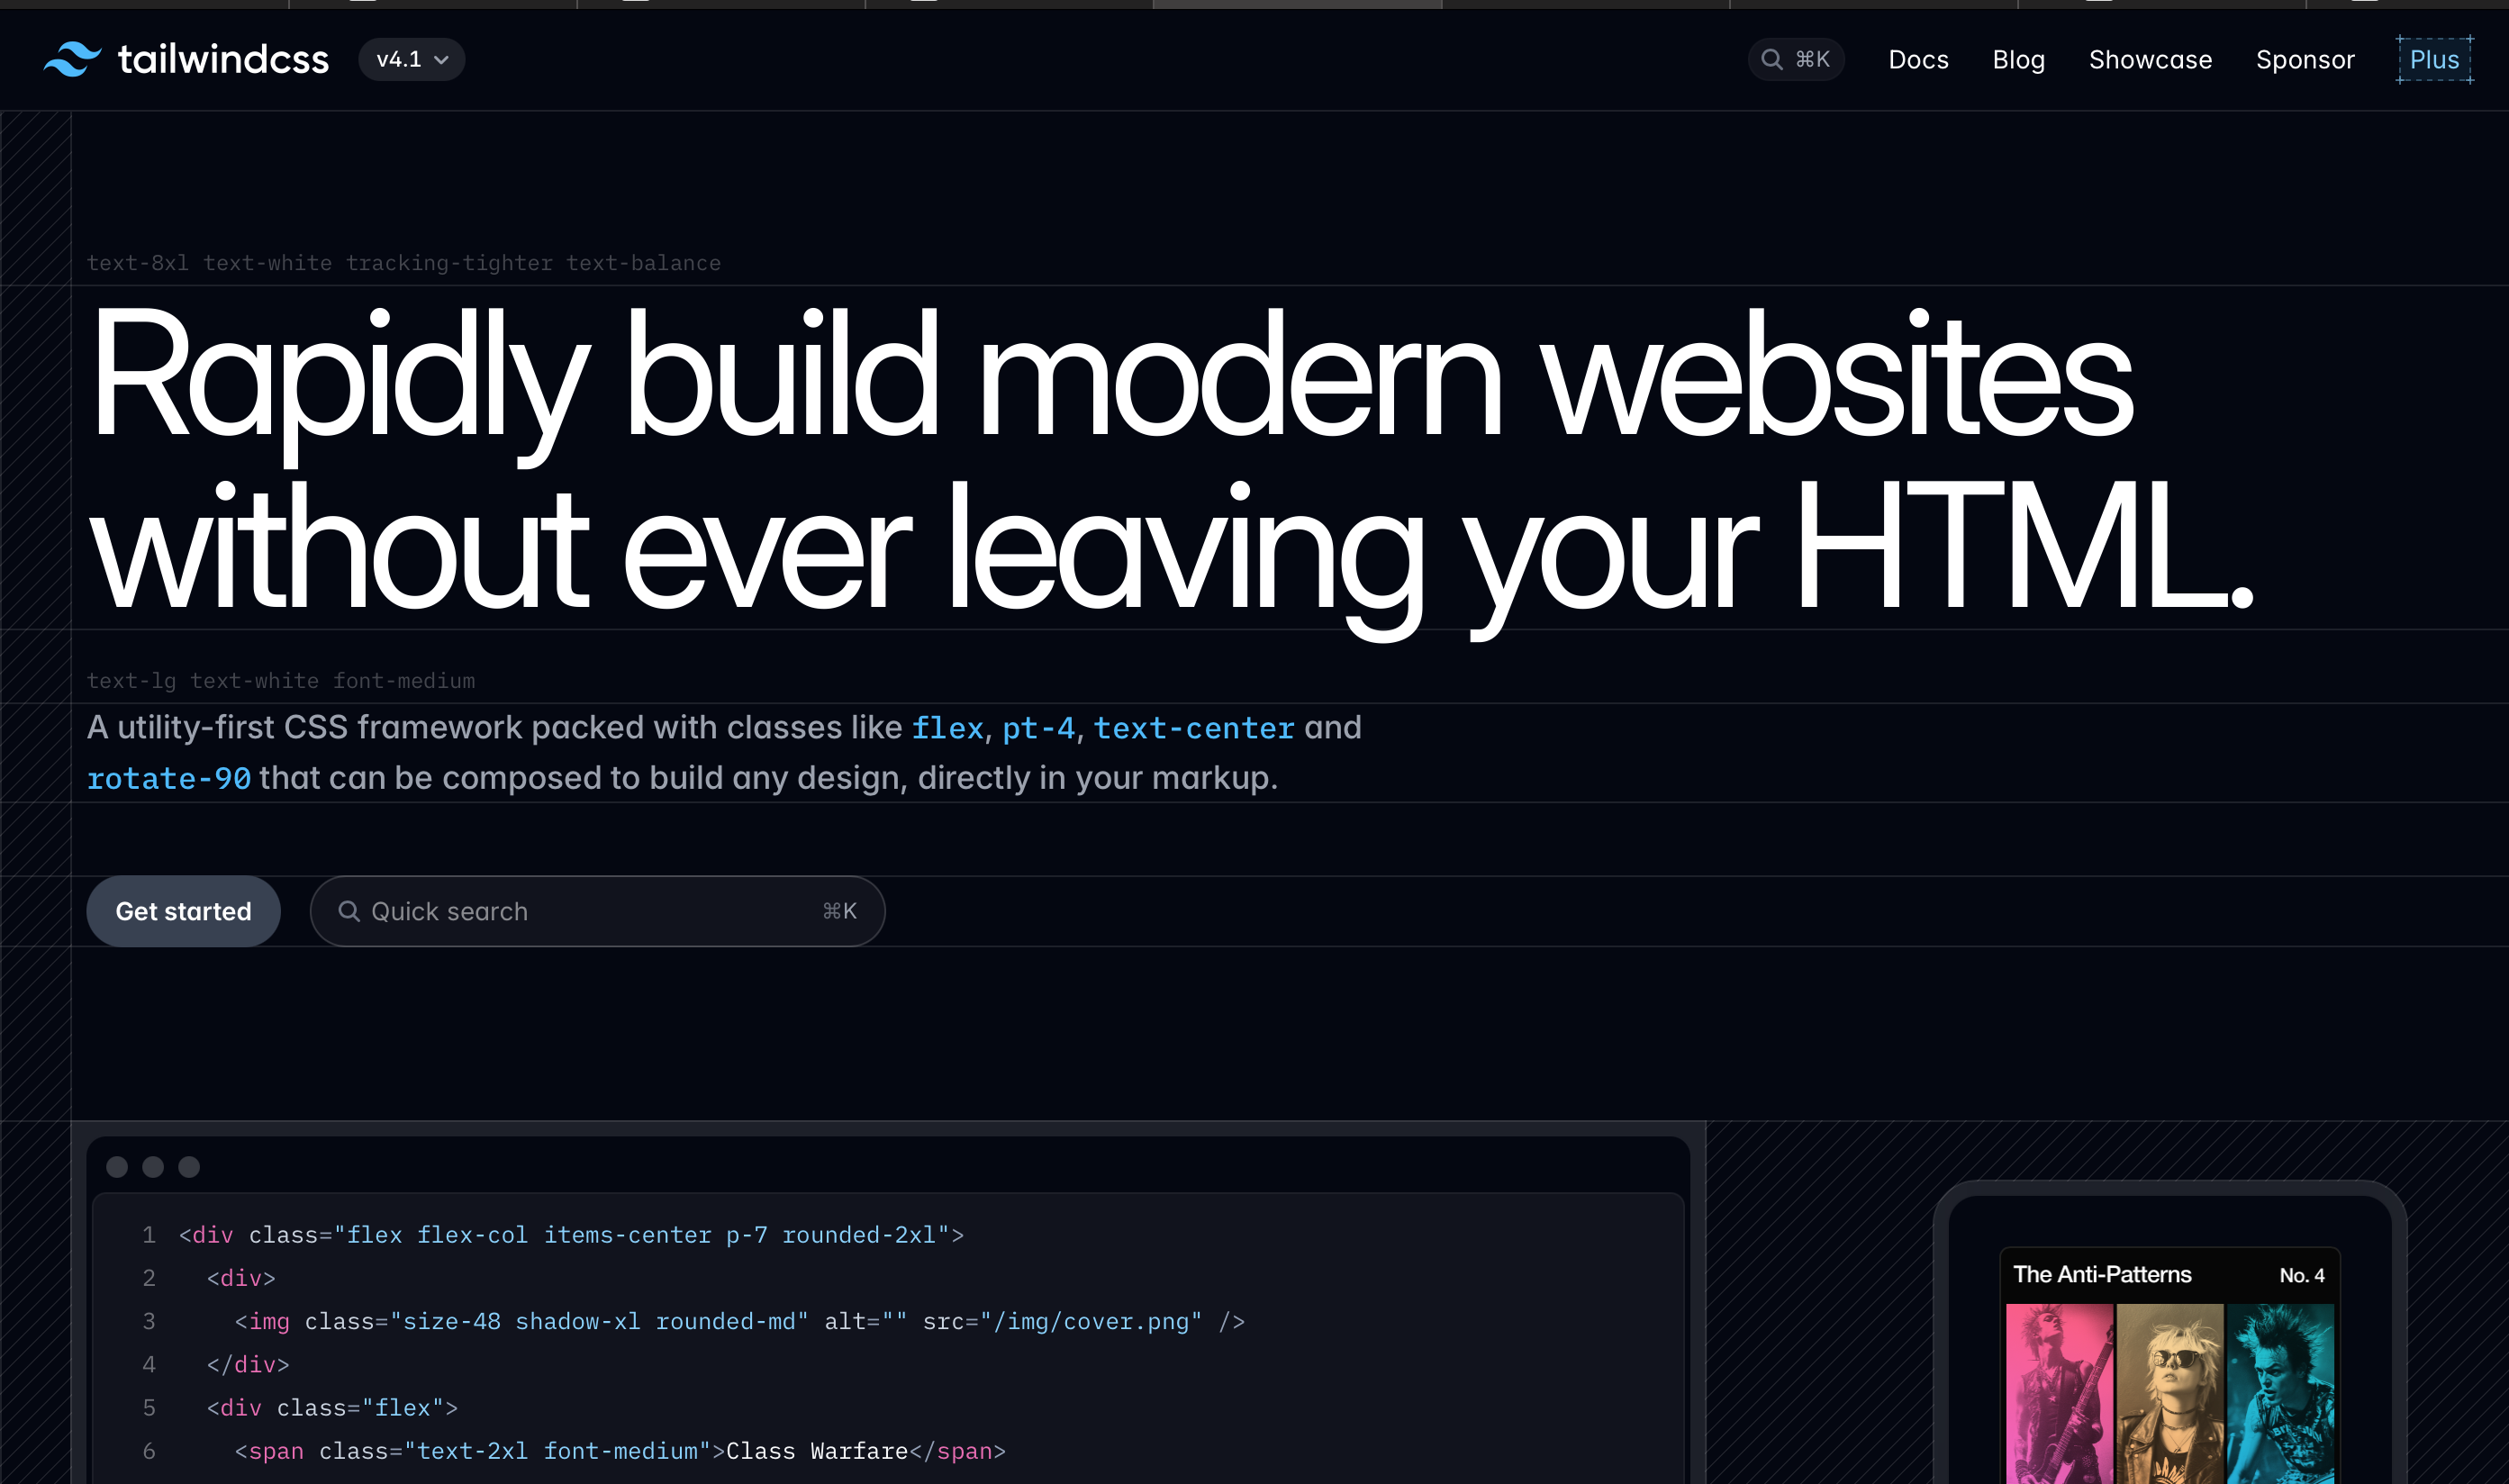 tailwindcss v4.1 ⌘K Docs Blog Showcase Sponsor Plus
text-8xl text-white tracking-tighter text-balance
Rapidly build modern websites
without ever leaving your HTML.
text-lg text-white font-medium
A utility-first CSS framework packed with classes like flex, pt-4, text-center and
rotate-90 that can be composed to build any design, directly in your markup.
Get started Quick search ⌘K
1 <div class="flex flex-col items-center p-7 rounded-2xl">
2 <div>
3 <img class="size-48 shadow-xl rounded-md" alt="" src="/img/cover.png" />
4 </div>
5 <div class="flex">
6 <span class="text-2xl font-medium">Class Warfare</span>
The Anti-Patterns No. 4